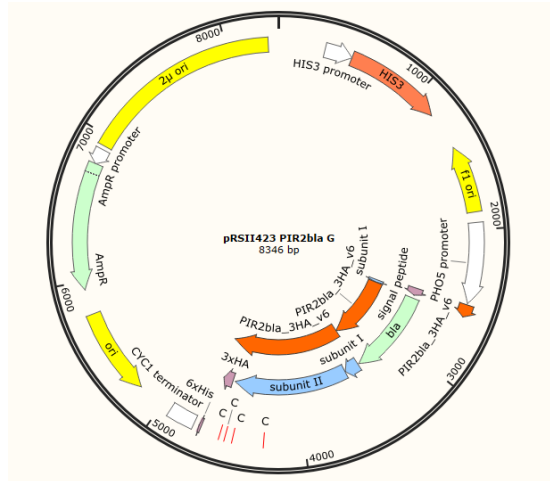 8000
HIS3 promoter
HIS3
1000
2μ ori
7000
AmpR promoter
f1 ori
2000
pRSII423 PIR2bla G
8346 bp
AmpR
6000
PHO5 promoter
signal peptide
subunit I
PIR2bla_3HA_v6
PIR2bla_3HA_v6
PIR2bla_3HA_v6
bla
3000
subunit I
subunit II
3xHA
ori
CYC1 terminator
6xHis
C
C
C
C
5000
4000